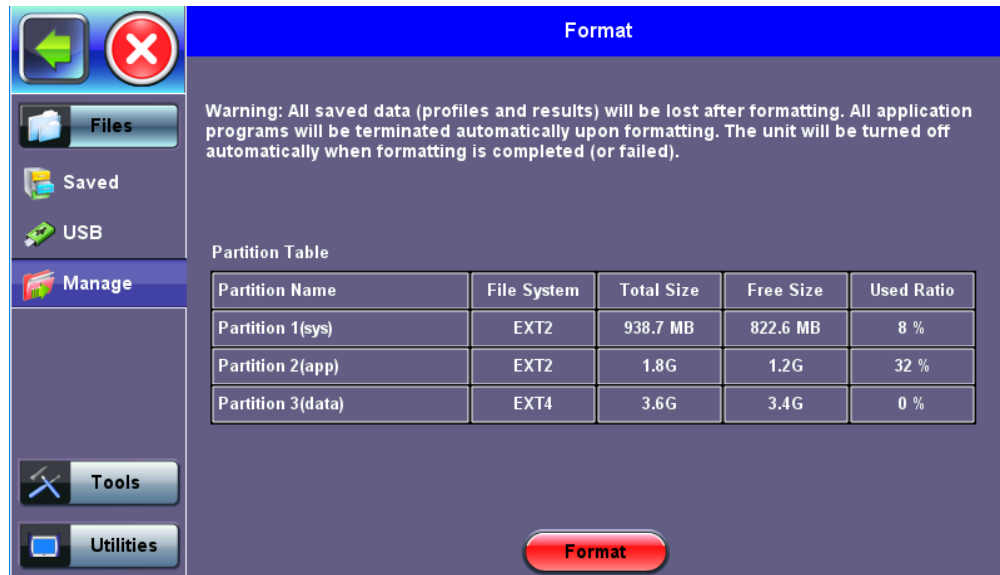 Format
Files
Saved
USB
Manage
Warning: All saved data (profiles and results) will be lost after formatting. All application
programs will be terminated automatically upon formatting. The unit will be turned off
automatically when formatting is completed (or failed).
Partition Table
Partition Name File System Total Size Free Size Used Ratio
Partition 1(sys) EXT2 938.7 MB 822.6 MB 8 %
Partition 2(app) EXT2 1.8G 1.2G 32 %
Partition 3(data) EXT4 3.6G 3.4G 0 %
Tools
Utilities
Format